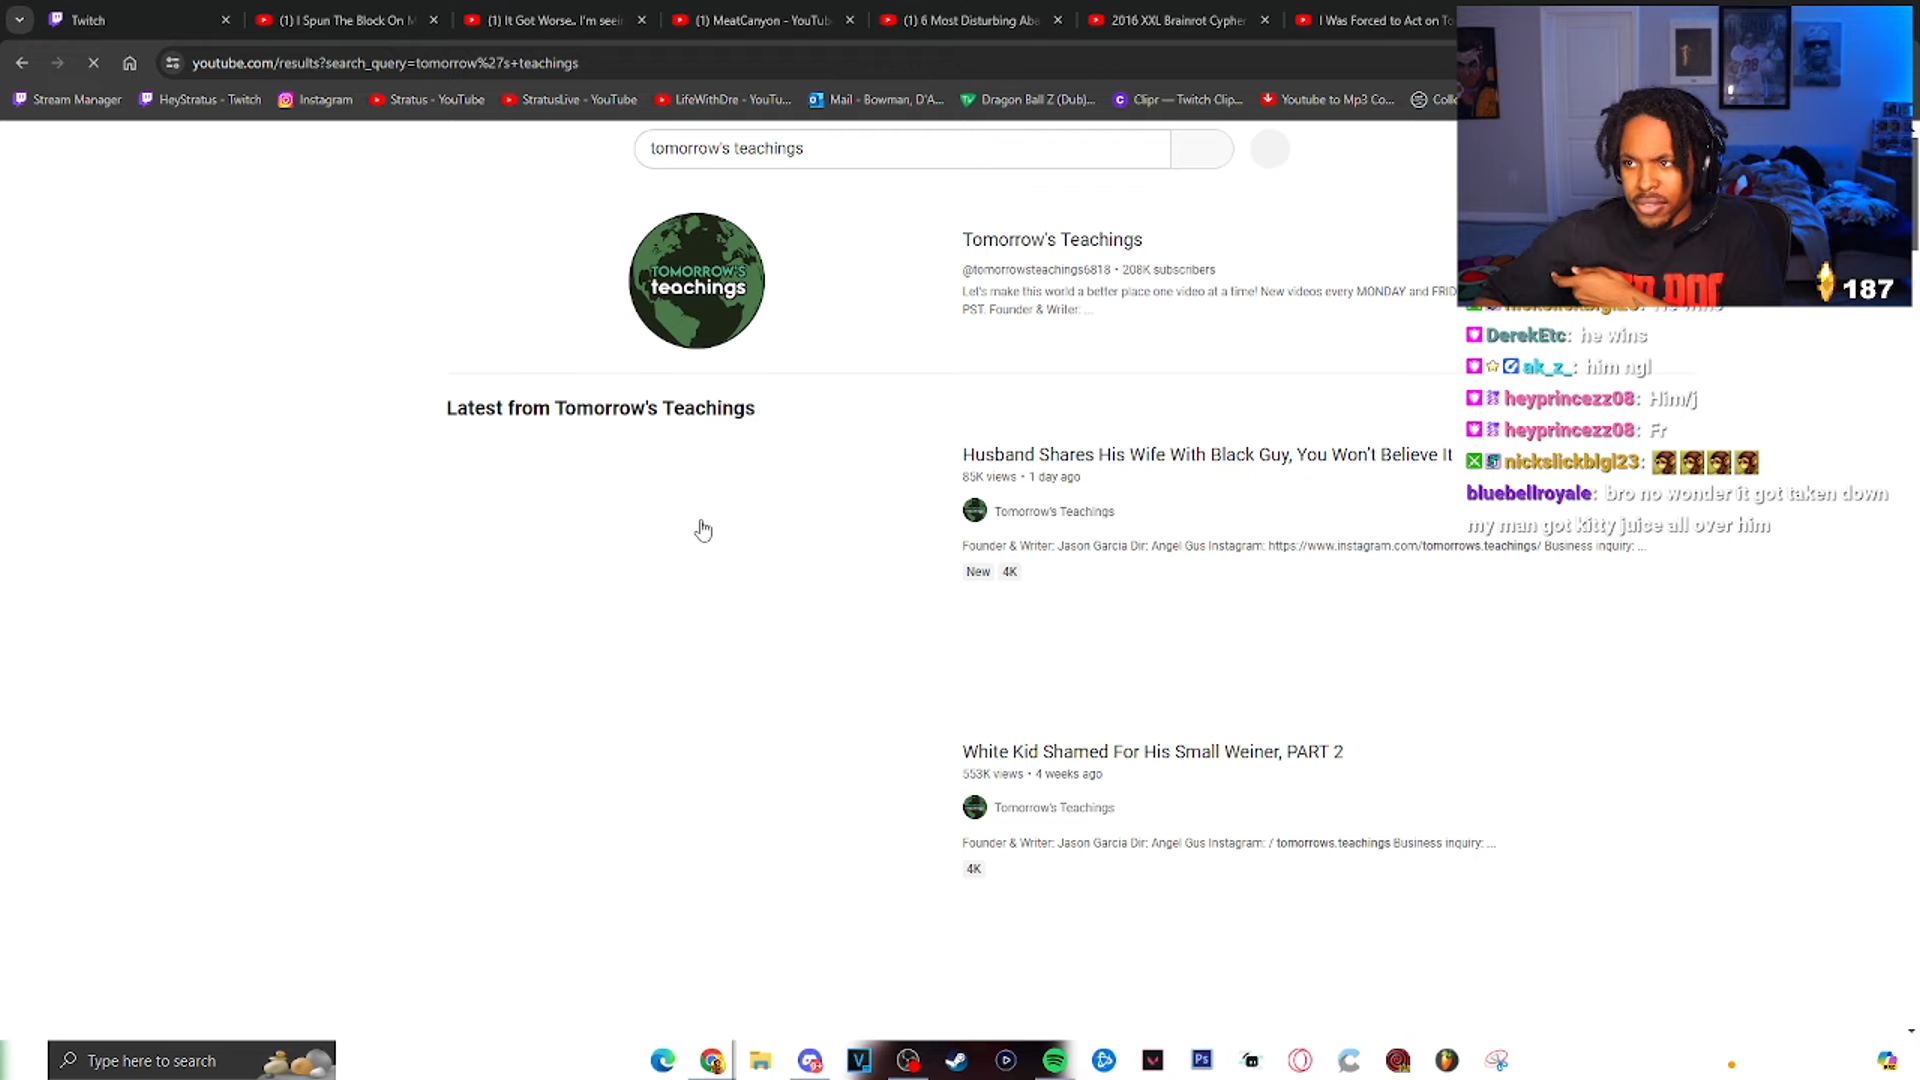 Twitch
(1) I Spun The Block On M
(1) It Got Worse.. I'm seei
(1) MeatCanyon - YouTub
(1) 6 Most Disturbing Aba
2016 XXL Brainrot Cypher
I Was Forced to Act on To
youtube.com/results?search_query=tomorrow%27s+teachings
Stream Manager
HeyStratus - Twitch
Instagram
Stratus - YouTube
StratusLive - YouTube
LifeWithDre - YouTu...
Mail - Bowman, D'A...
Dragon Ball Z (Dub)...
Clipr — Twitch Clip...
Youtube to Mp3 Co...
Coll
tomorrow's teachings
TOMORROW'S
teachings
Tomorrow's Teachings
@tomorrowsteachings6818 • 208K subscribers
Let's make this world a better place one video at a time! New videos every MONDAY and FRID
PST. Founder & Writer: ...
187
DerekEtc: he wins
ak_z_: him ngl
heyprincezz08: Him/j
heyprincezz08: Fr
nickslickblgl23:
bluebellroyale: bro no wonder it got taken down
my man got kitty juice all over him
Latest from Tomorrow's Teachings
Husband Shares His Wife With Black Guy, You Won't Believe It
85K views • 1 day ago
Tomorrow's Teachings
Founder & Writer: Jason Garcia Dir: Angel Gus Instagram: https://www.instagram.com/tomorrows.teachings/ Business inquiry: ...
New 4K
White Kid Shamed For His Small Weiner, PART 2
553K views • 4 weeks ago
Tomorrow's Teachings
Founder & Writer: Jason Garcia Dir: Angel Gus Instagram: / tomorrows.teachings Business inquiry: ...
4K
Type here to search